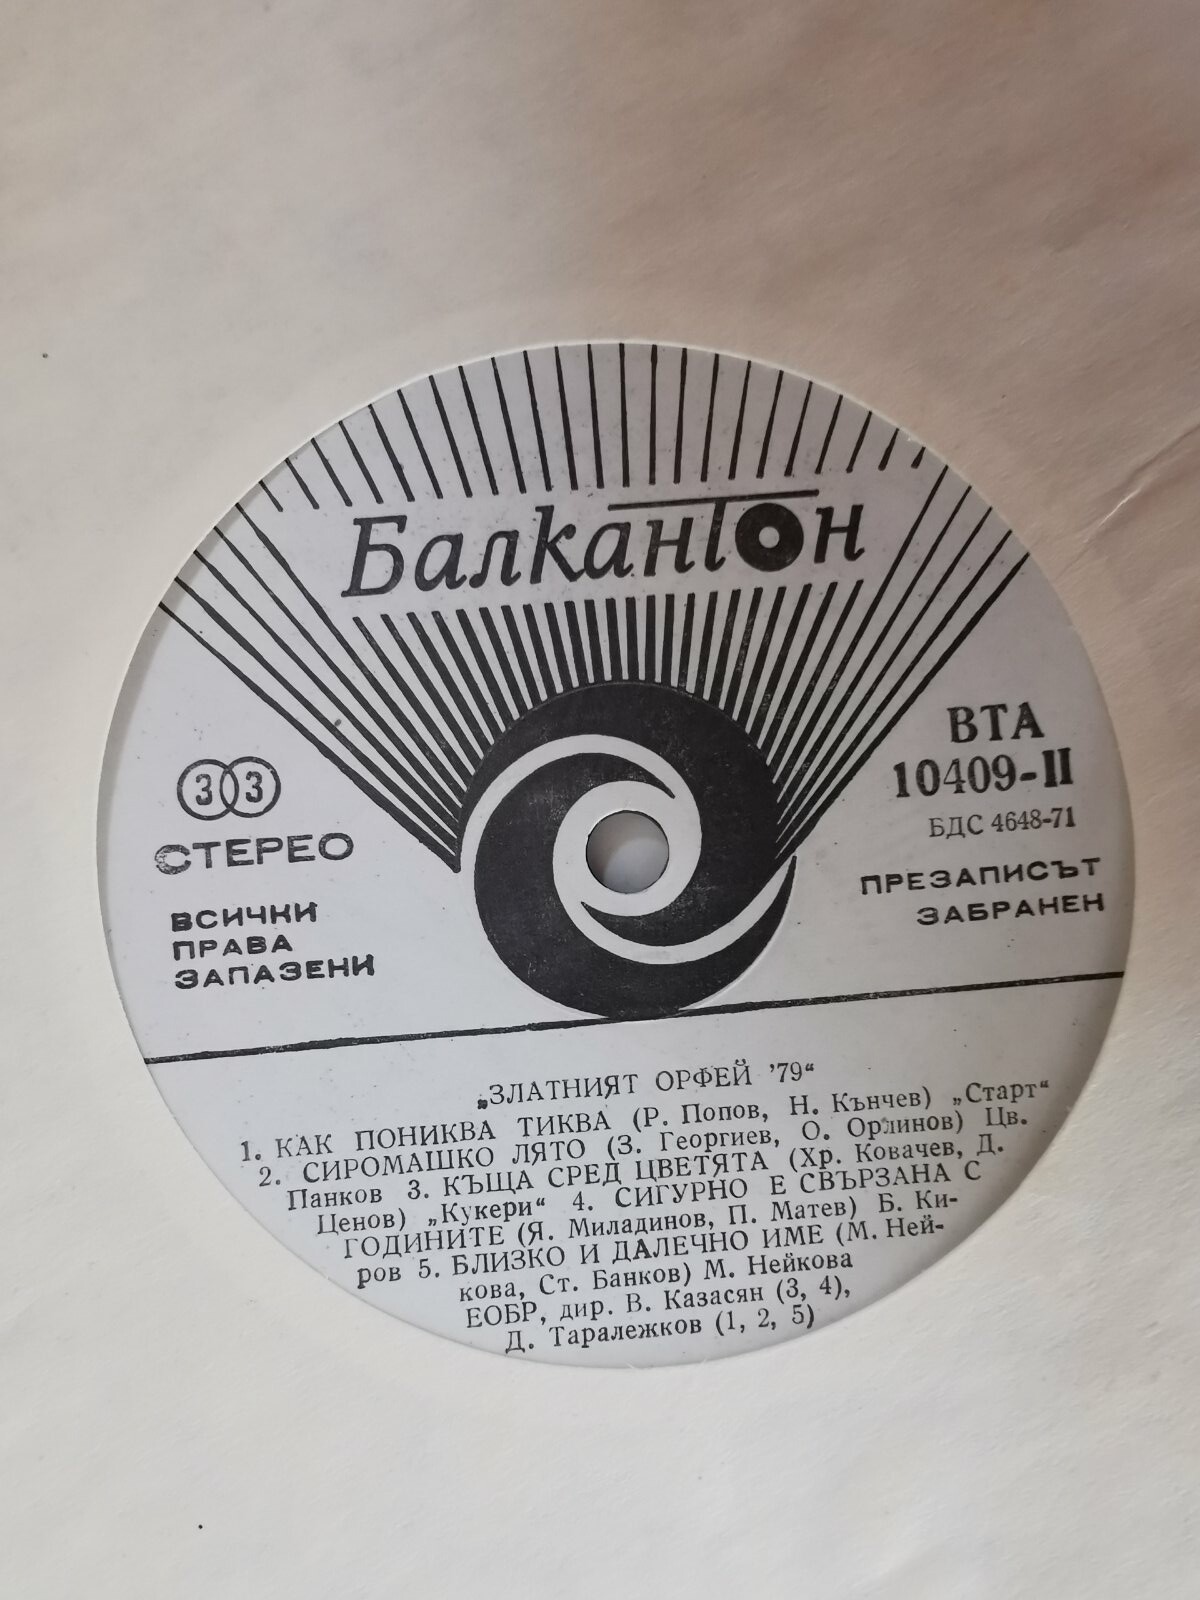 Балкантон
33
СТЕРЕО
ВСИЧКИ
ПРАВА
ЗАПАЗЕНИ
ВТА
10409-II
БДС 4648-71
ПРЕЗАПИСЪТ
ЗАБРАНЕН
„ЗЛАТНИЯТ ОРФЕЙ '79“
1. КАК ПОНИКВА ТИКВА (Р. Попов, Н. Кънчев) „Старт“
2. СИРОМАШКО ЛЯТО (З. Георгиев, О. Орлинов) Цв.
Панков 3. КЪЩА СРЕД ЦВЕТЯТА (Хр. Ковачев, Д.
Ценов) „Кукери“ 4. СИГУРНО Е СВЪРЗАНА С
ГОДИНИТЕ (Я. Миладинов, П. Матев) Б. Ки-
ров 5. БЛИЗКО И ДАЛЕЧНО ИМЕ (М. Ней-
кова, Ст. Банков) М. Нейкова
ЕОБР, дир. В. Казасян (3, 4),
Д. Таралежков (1, 2, 5)